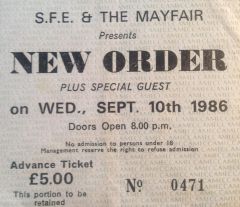 S.F.E. & THE MAYFAIR
Presents
NEW ORDER
PLUS SPECIAL GUEST
on WED., SEPT. 10th 1986
Doors Open 8.00 p.m.
No admission to persons under 18
Management reserve the right to refuse admission
Advance Ticket
£5.00
This portion to be
retained
Nº 0471